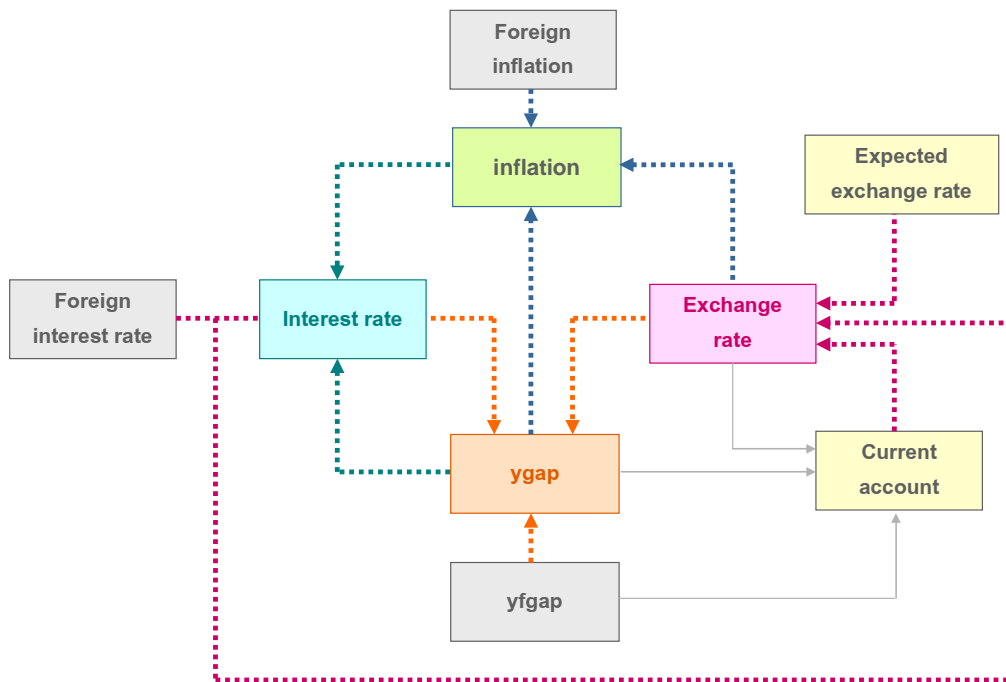 Foreign
inflation
inflation
Expected
exchange rate
Foreign
interest rate
Interest rate
Exchange
rate
ygap
Current
account
yfgap